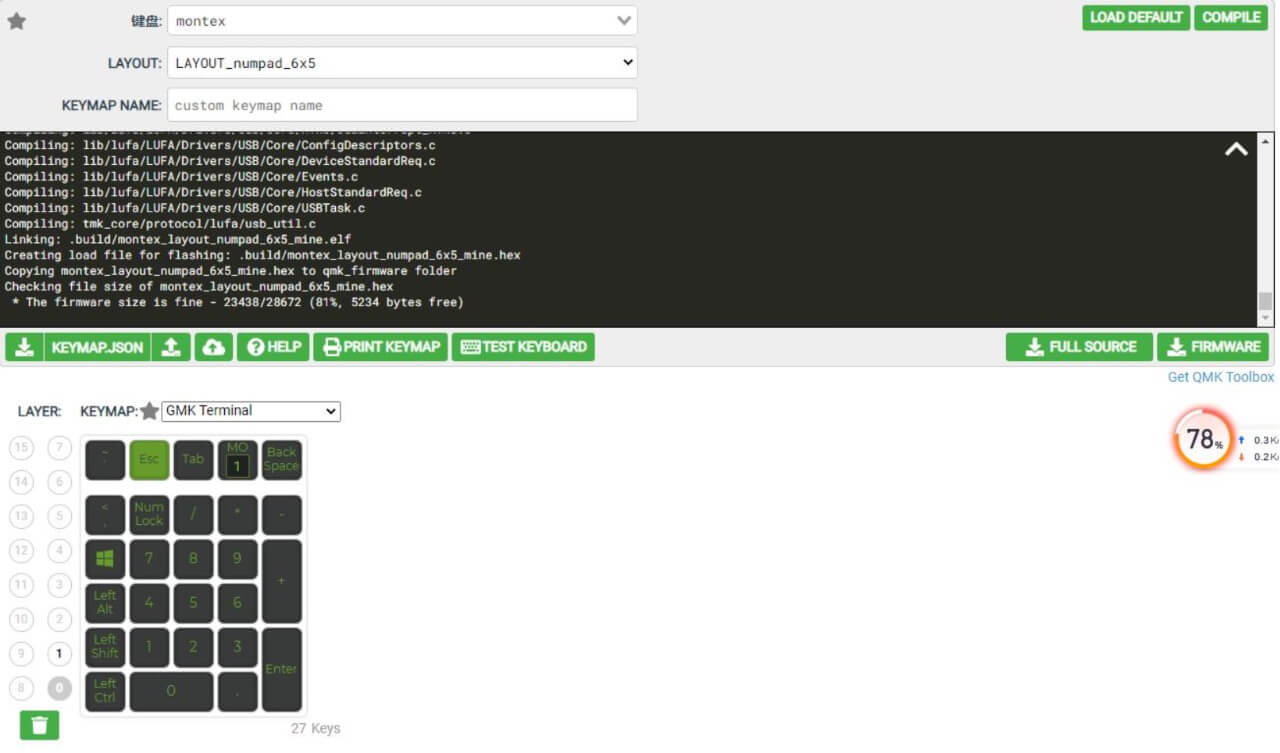 键盘: montex
LOAD DEFAULT COMPILE
LAYOUT: LAYOUT_numpad_6x5
KEYMAP NAME: custom keymap name
Compiling: lib/lufa/LUFA/Drivers/USB/Core/ConfigDescriptors.c
Compiling: lib/lufa/LUFA/Drivers/USB/Core/DeviceStandardReq.c
Compiling: lib/lufa/LUFA/Drivers/USB/Core/Events.c
Compiling: lib/lufa/LUFA/Drivers/USB/Core/HostStandardReq.c
Compiling: lib/lufa/LUFA/Drivers/USB/Core/USBTask.c
Compiling: tmk_core/protocol/lufa/usb_util.c
Linking: .build/montex_layout_numpad_6x5_mine.elf
Creating load file for flashing: .build/montex_layout_numpad_6x5_mine.hex
Copying montex_layout_numpad_6x5_mine.hex to qmk_firmware folder
Checking file size of montex_layout_numpad_6x5_mine.hex
* The firmware size is fine - 23438/28672 (81%, 5234 bytes free)
KEYMAP.JSON HELP PRINT KEYMAP TEST KEYBOARD FULL SOURCE FIRMWARE
Get QMK Toolbox
LAYER: KEYMAP: GMK Terminal
78% 0.3K/
0.2K/
15 7
14 6
13 5
12 4
11 3
10 2
9 1
8 0
~ ` Esc Tab MO 1 Back Space
< , Num Lock / * -
7 8 9 +
Left Alt 4 5 6
Left Shift 1 2 3 Enter
Left Ctrl 0 .
27 Keys